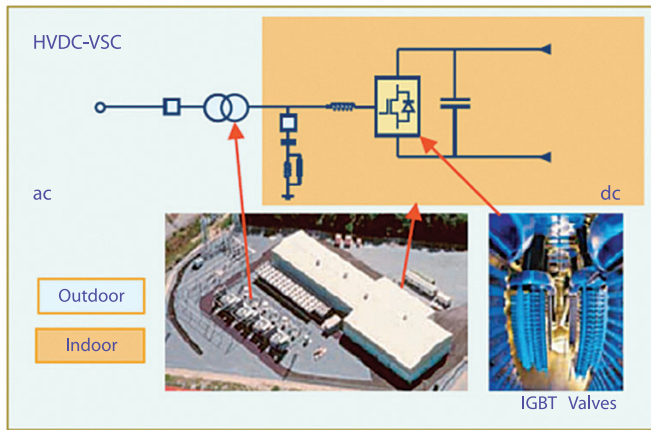 HVDC-VSC
ac
dc
Outdoor
Indoor
IGBT Valves